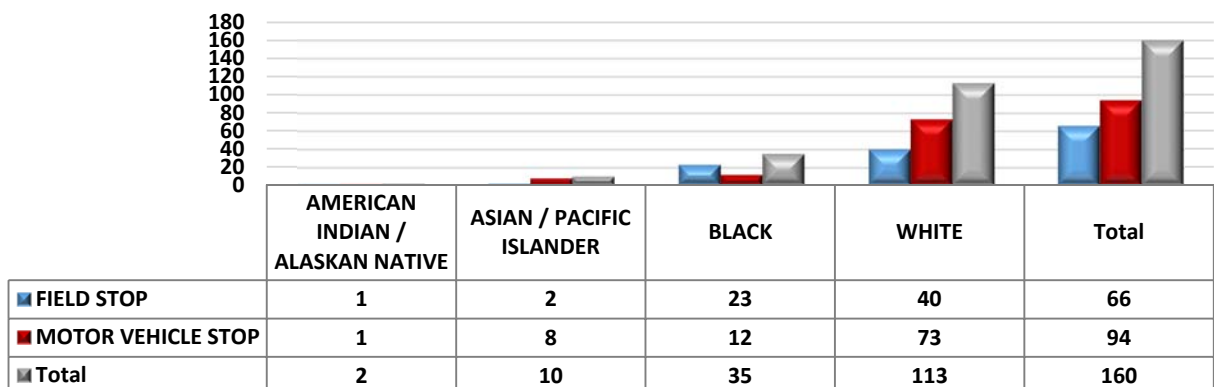 180
160
140
120
100
80
60
40
20
0
AMERICAN
INDIAN /
ALASKAN NATIVE
ASIAN / PACIFIC
ISLANDER
BLACK
WHITE
Total
FIELD STOP 1 2 23 40 66
MOTOR VEHICLE STOP 1 8 12 73 94
Total 2 10 35 113 160